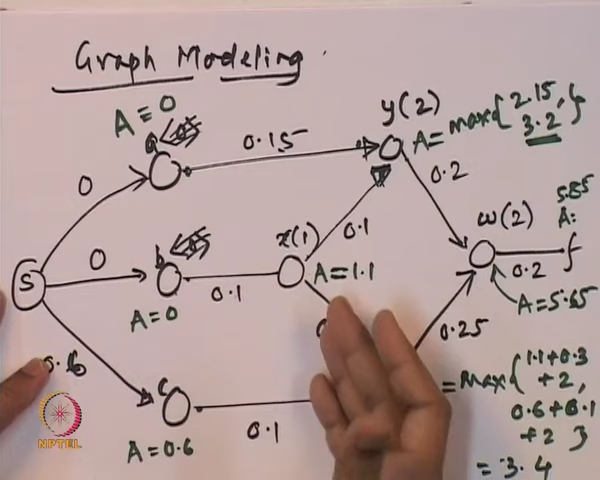 Graph Modeling
A=0
y(2)
A= max{2.15,
3.2}
a
0.15
0
0.2
5.85
A:
w(2)
b
x(1)
0.1
0
S
0.1
A=1.1
f
0.2
A=0
A=5.65
0.6
0.25
c
0.1
A=0.6
= max{1.1+0.3
+2,
0.6+0.1
+2}
= 3.4
NPTEL